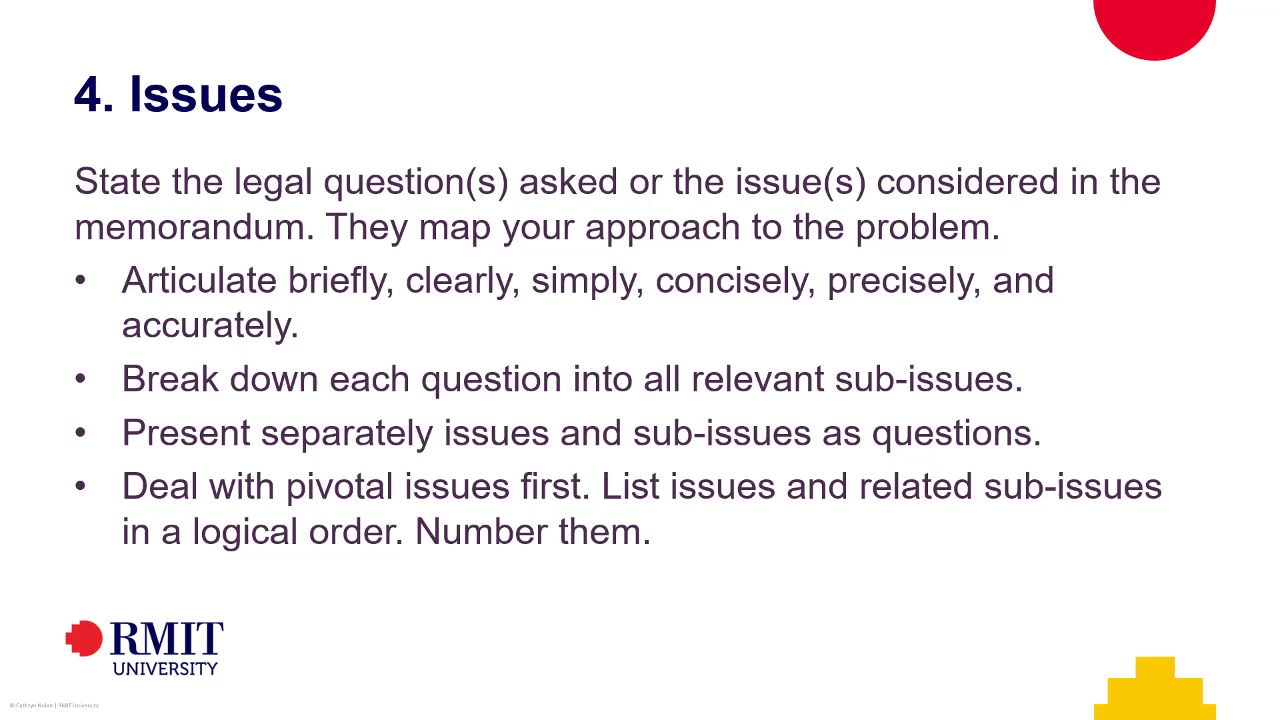 4. Issues
State the legal question(s) asked or the issue(s) considered in the
memorandum. They map your approach to the problem.
• Articulate briefly, clearly, simply, concisely, precisely, and
accurately.
• Break down each question into all relevant sub-issues.
• Present separately issues and sub-issues as questions.
• Deal with pivotal issues first. List issues and related sub-issues
in a logical order. Number them.
RMIT
UNIVERSITY
© Cathryn | RMIT University